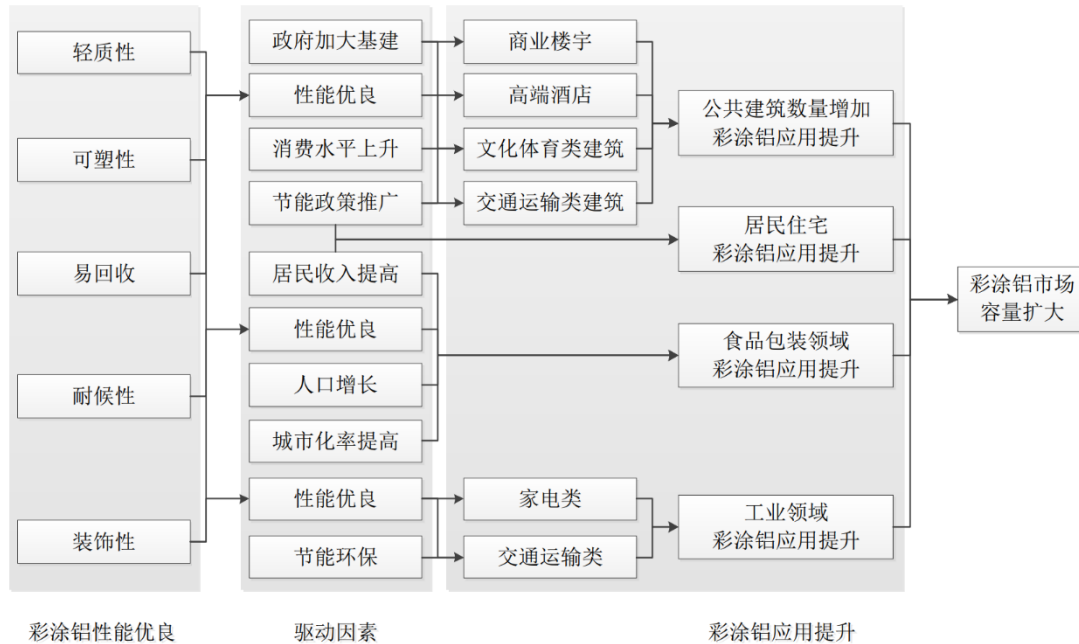 轻质性
可塑性
易回收
耐候性
装饰性
彩涂铝性能优良
政府加大基建
性能优良
消费水平上升
节能政策推广
居民收入提高
性能优良
人口增长
城市化率提高
性能优良
节能环保
驱动因素
商业楼宇
高端酒店
文化体育类建筑
交通运输类建筑
家电类
交通运输类
公共建筑数量增加
彩涂铝应用提升
居民住宅
彩涂铝应用提升
食品包装领域
彩涂铝应用提升
工业领域
彩涂铝应用提升
彩涂铝应用提升
彩涂铝市场
容量扩大